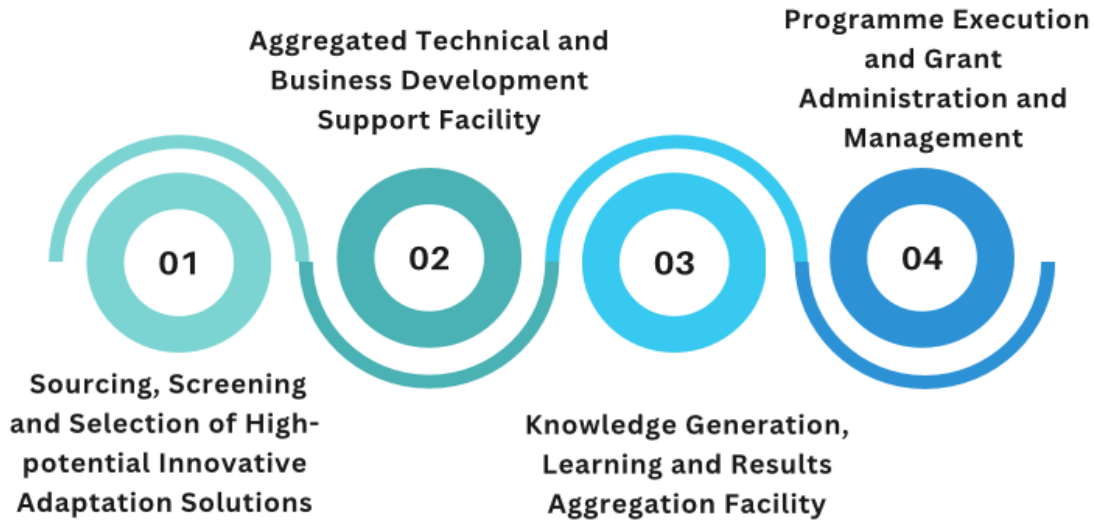 01
Sourcing, Screening
and Selection of High-
potential Innovative
Adaptation Solutions
Aggregated Technical and
Business Development
Support Facility
02
03
Knowledge Generation,
Learning and Results
Aggregation Facility
Programme Execution
and Grant
Administration and
Management
04